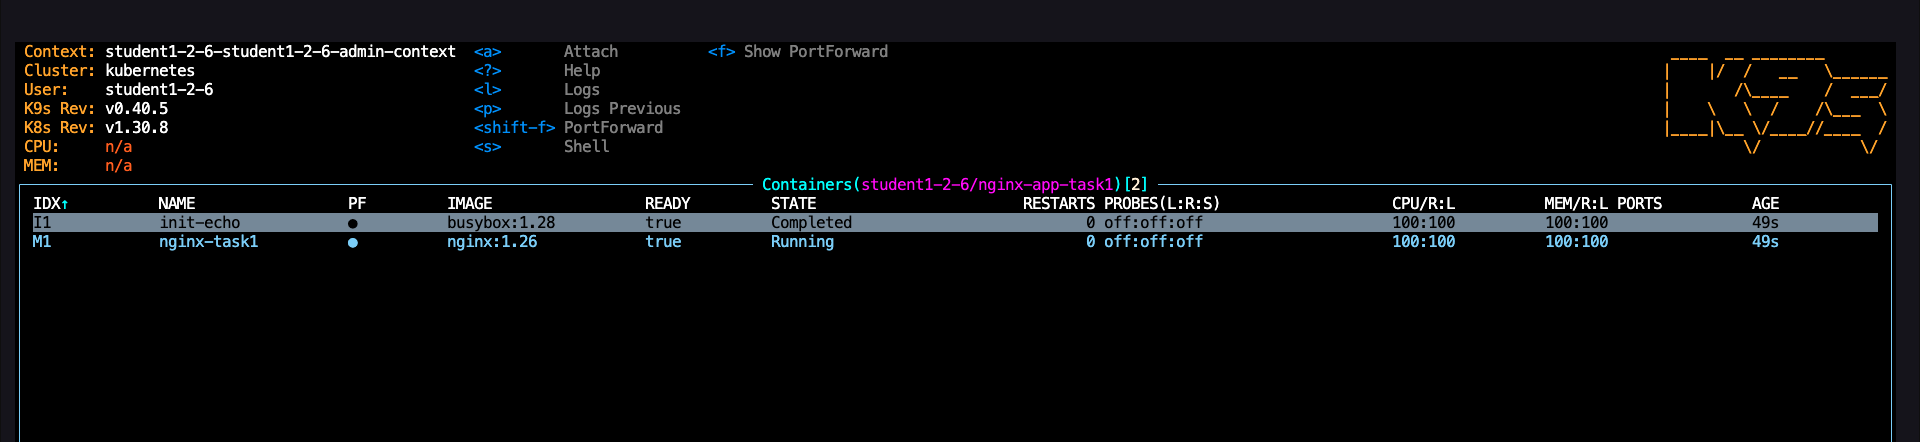 Context: student1-2-6-student1-2-6-admin-context <a> Attach <f> Show PortForward
Cluster: kubernetes <?> Help
User: student1-2-6 <l> Logs
K9s Rev: v0.40.5 <p> Logs Previous
K8s Rev: v1.30.8 <shift-f> PortForward
CPU: n/a <s> Shell
MEM: n/a
Containers(student1-2-6/nginx-app-task1)[2]
IDX↑ NAME PF IMAGE READY STATE RESTARTS PROBES(L:R:S) CPU/R:L MEM/R:L PORTS AGE
I1 init-echo ● busybox:1.28 true Completed 0 off:off:off 100:100 100:100 49s
M1 nginx-task1 ● nginx:1.26 true Running 0 off:off:off 100:100 100:100 49s